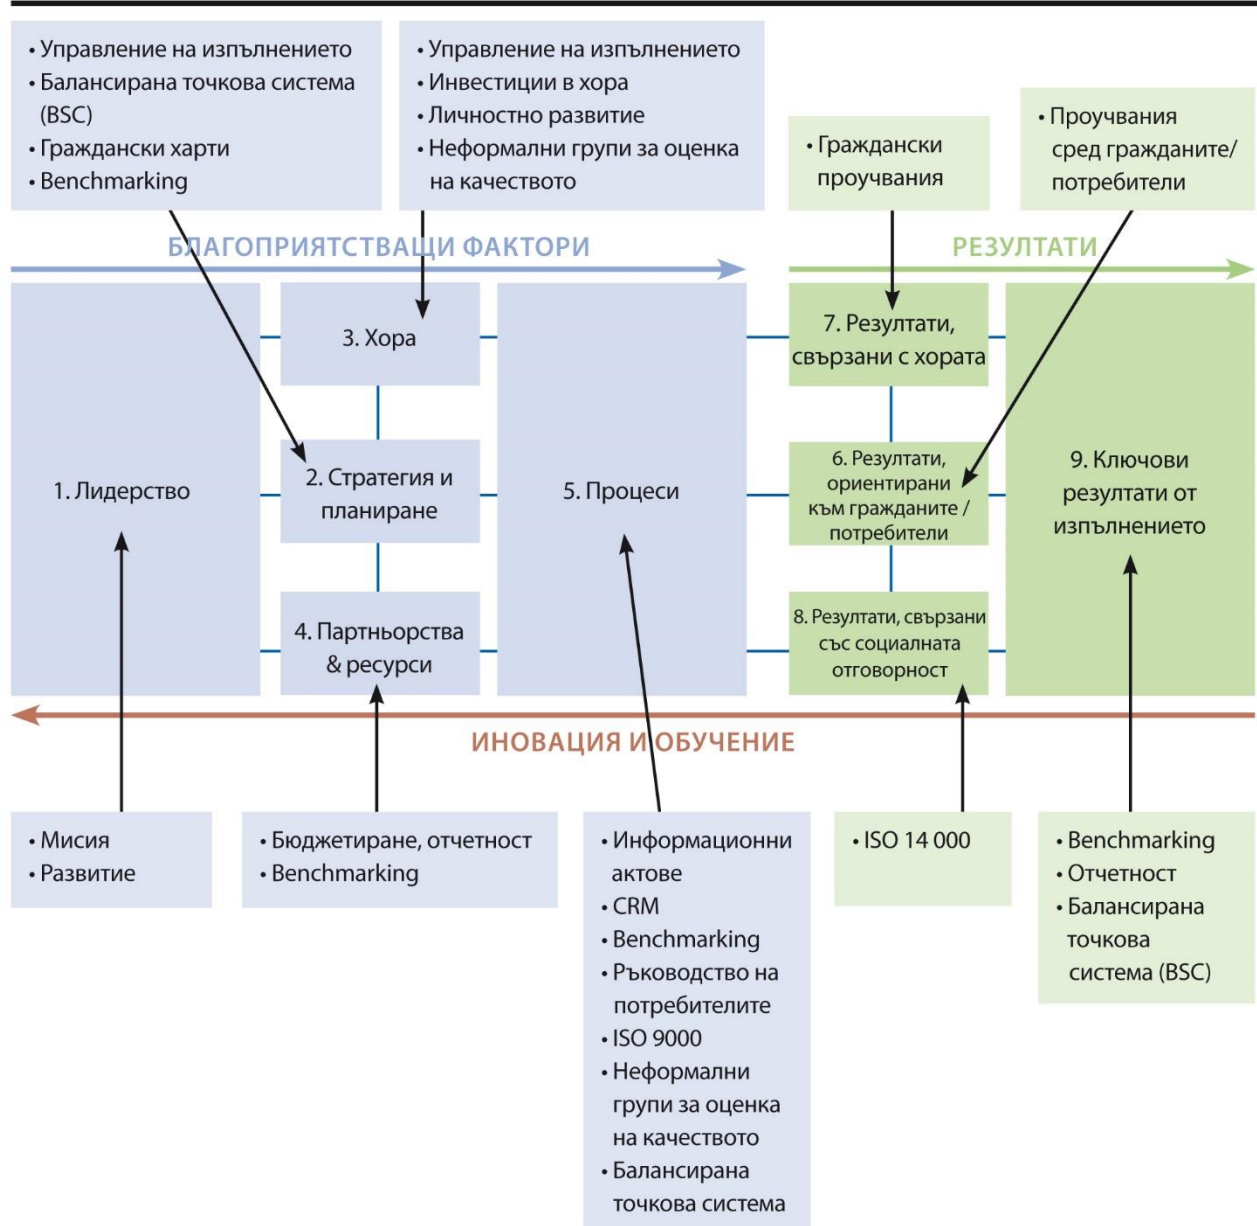 • Управление на изпълнението
• Балансирана точкова система
(BSC)
• Граждански харти
• Benchmarking
• Управление на изпълнението
• Инвестиции в хора
• Личностно развитие
• Неформални групи за оценка
на качеството
• Граждански
проучвания
• Проучвания
сред гражданите/
потребители
БЛАГОПРИЯТСТВАЩИ ФАКТОРИ
РЕЗУЛТАТИ
1. Лидерство
3. Хора
2. Стратегия и
планиране
4. Партньорства
& ресурси
5. Процеси
7. Резултати,
свързани с хората
6. Резултати,
ориентирани
към гражданите /
потребители
8. Резултати, свързани
със социалната
отговорност
9. Ключови
резултати от
изпълнението
ИНОВАЦИЯ И ОБУЧЕНИЕ
• Мисия
• Развитие
• Бюджетиране, отчетност
• Benchmarking
• Информационни
актове
• CRM
• Benchmarking
• Ръководство на
потребителите
• ISO 9000
• Неформални
групи за оценка
на качеството
• Балансирана
точкова система
• ISO 14 000
• Benchmarking
• Отчетност
• Балансирана
точкова
система (BSC)